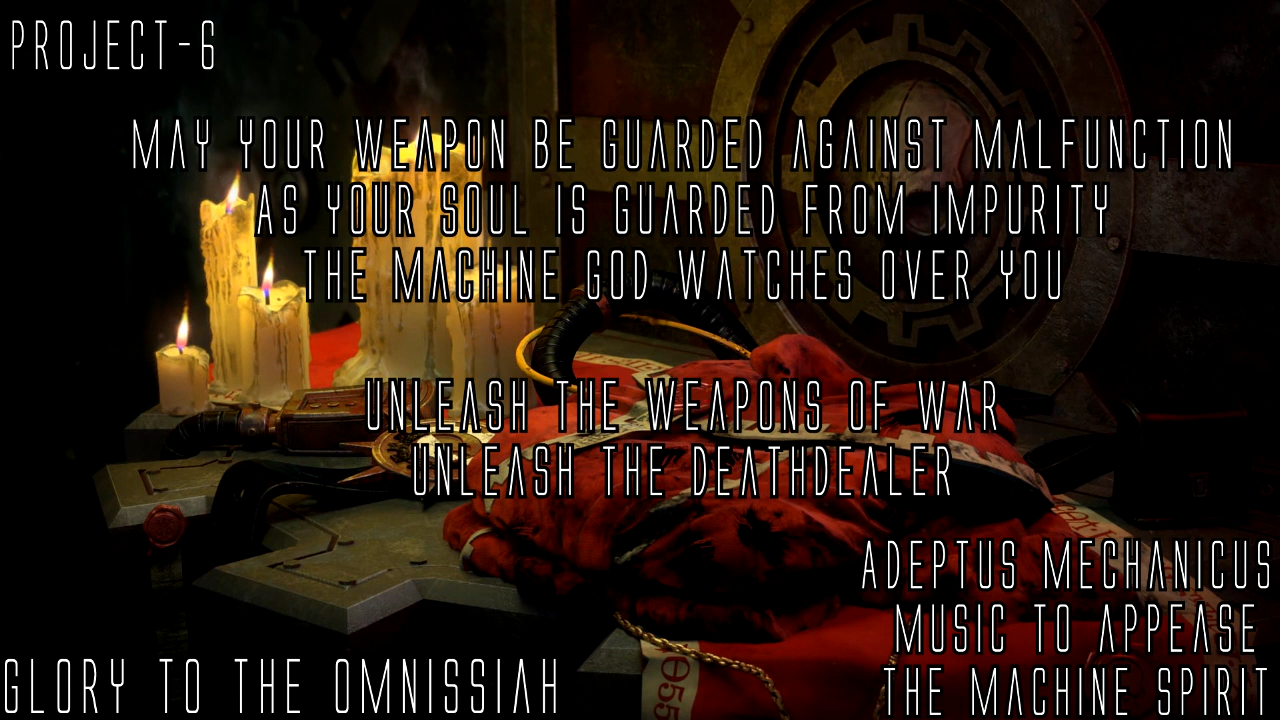 PROJECT-6
MAY YOUR WEAPON BE GUARDED AGAINST MALFUNCTION
AS YOUR SOUL IS GUARDED FROM IMPURITY
THE MACHINE GOD WATCHES OVER YOU
UNLEASH THE WEAPONS OF WAR
UNLEASH THE DEATHDEALER
ADEPTUS MECHANICUS
MUSIC TO APPEASE
THE MACHINE SPIRIT
GLORY TO THE OMNISSIAH